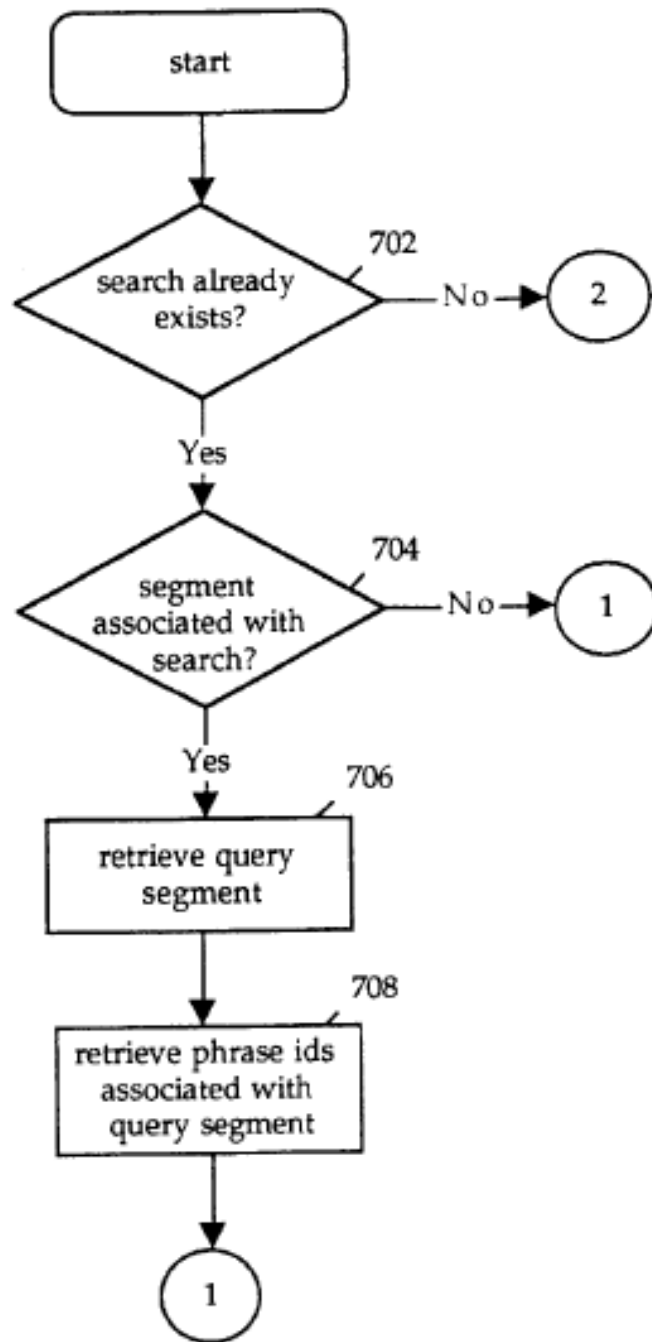 start
702
search already
exists?
No
2
Yes
704
segment
associated with
search?
No
1
Yes
706
retrieve query
segment
708
retrieve phrase ids
associated with
query segment
1